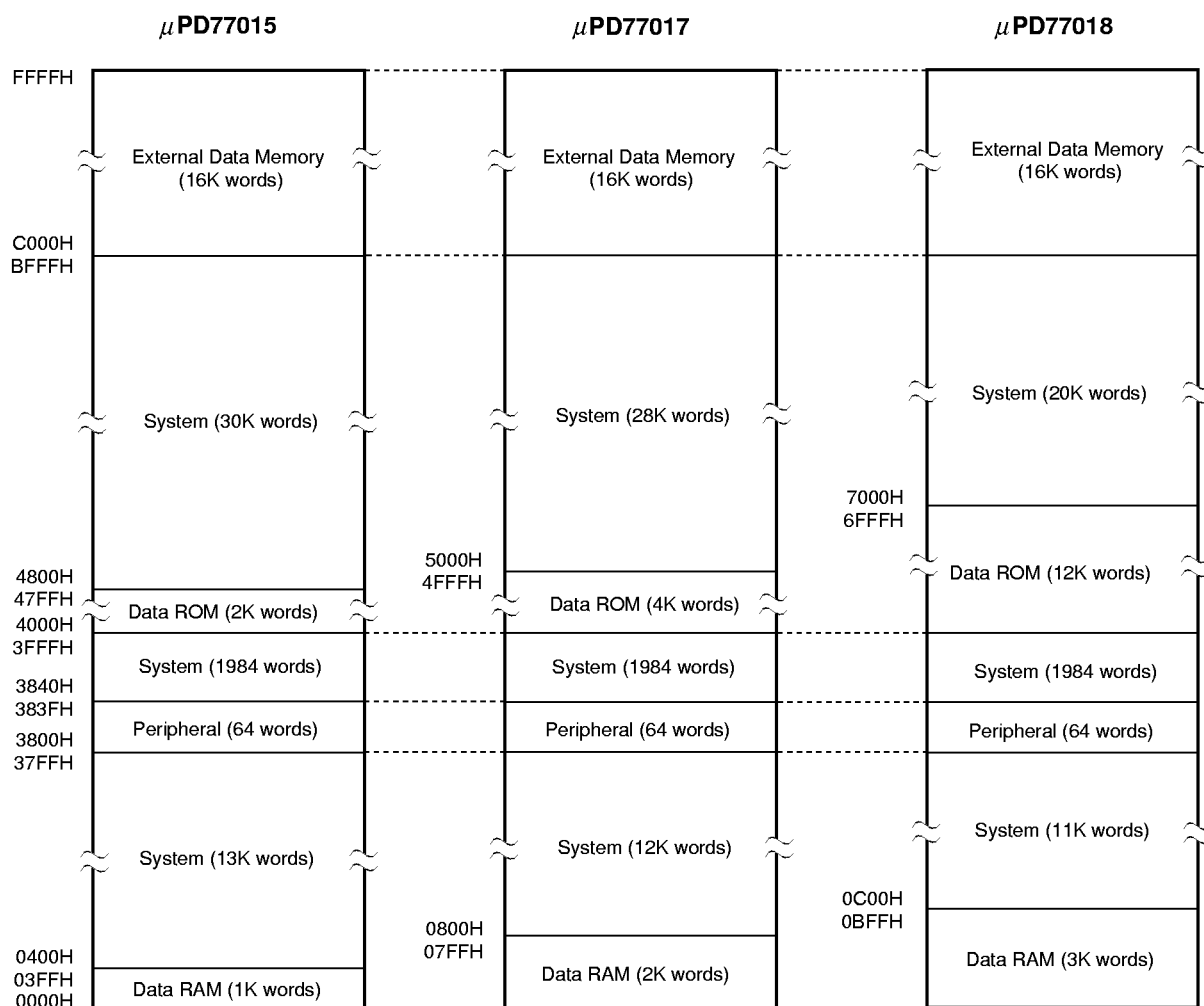 μPD77015
μPD77017
μPD77018
FFFFH
External Data Memory
(16K words)
External Data Memory
(16K words)
External Data Memory
(16K words)
C000H
BFFFH
System (30K words)
System (28K words)
System (20K words)
7000H
6FFFH
5000H
4FFFH
4800H
47FFH
Data ROM (2K words)
Data ROM (4K words)
Data ROM (12K words)
4000H
3FFFH
System (1984 words)
System (1984 words)
System (1984 words)
3840H
383FH
Peripheral (64 words)
Peripheral (64 words)
Peripheral (64 words)
3800H
37FFH
System (13K words)
System (12K words)
System (11K words)
0C00H
0BFFH
0800H
07FFH
0400H
03FFH
0000H
Data RAM (1K words)
Data RAM (2K words)
Data RAM (3K words)